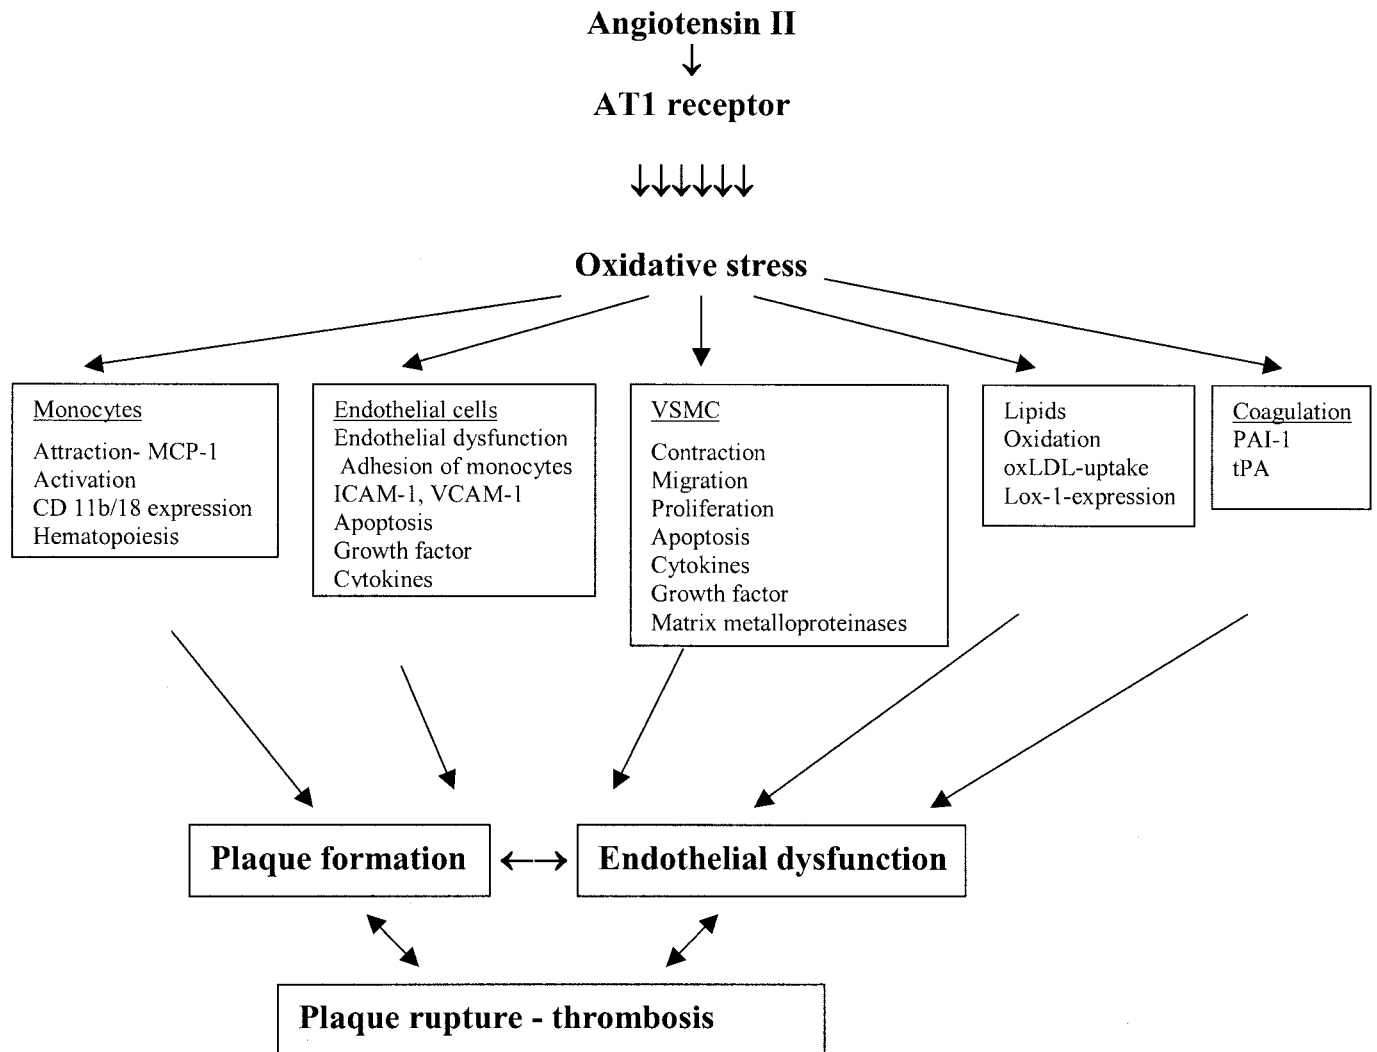 Angiotensin II
AT1 receptor
Oxidative stress
Monocytes
Attraction- MCP-1
Activation
CD 11b/18 expression
Hematopoiesis
Endothelial cells
Endothelial dysfunction
Adhesion of monocytes
ICAM-1, VCAM-1
Apoptosis
Growth factor
Cytokines
VSMC
Contraction
Migration
Proliferation
Apoptosis
Cytokines
Growth factor
Matrix metalloproteinases
Lipids
Oxidation
oxLDL-uptake
Lox-1-expression
Coagulation
PAI-1
tPA
Plaque formation
Endothelial dysfunction
Plaque rupture - thrombosis